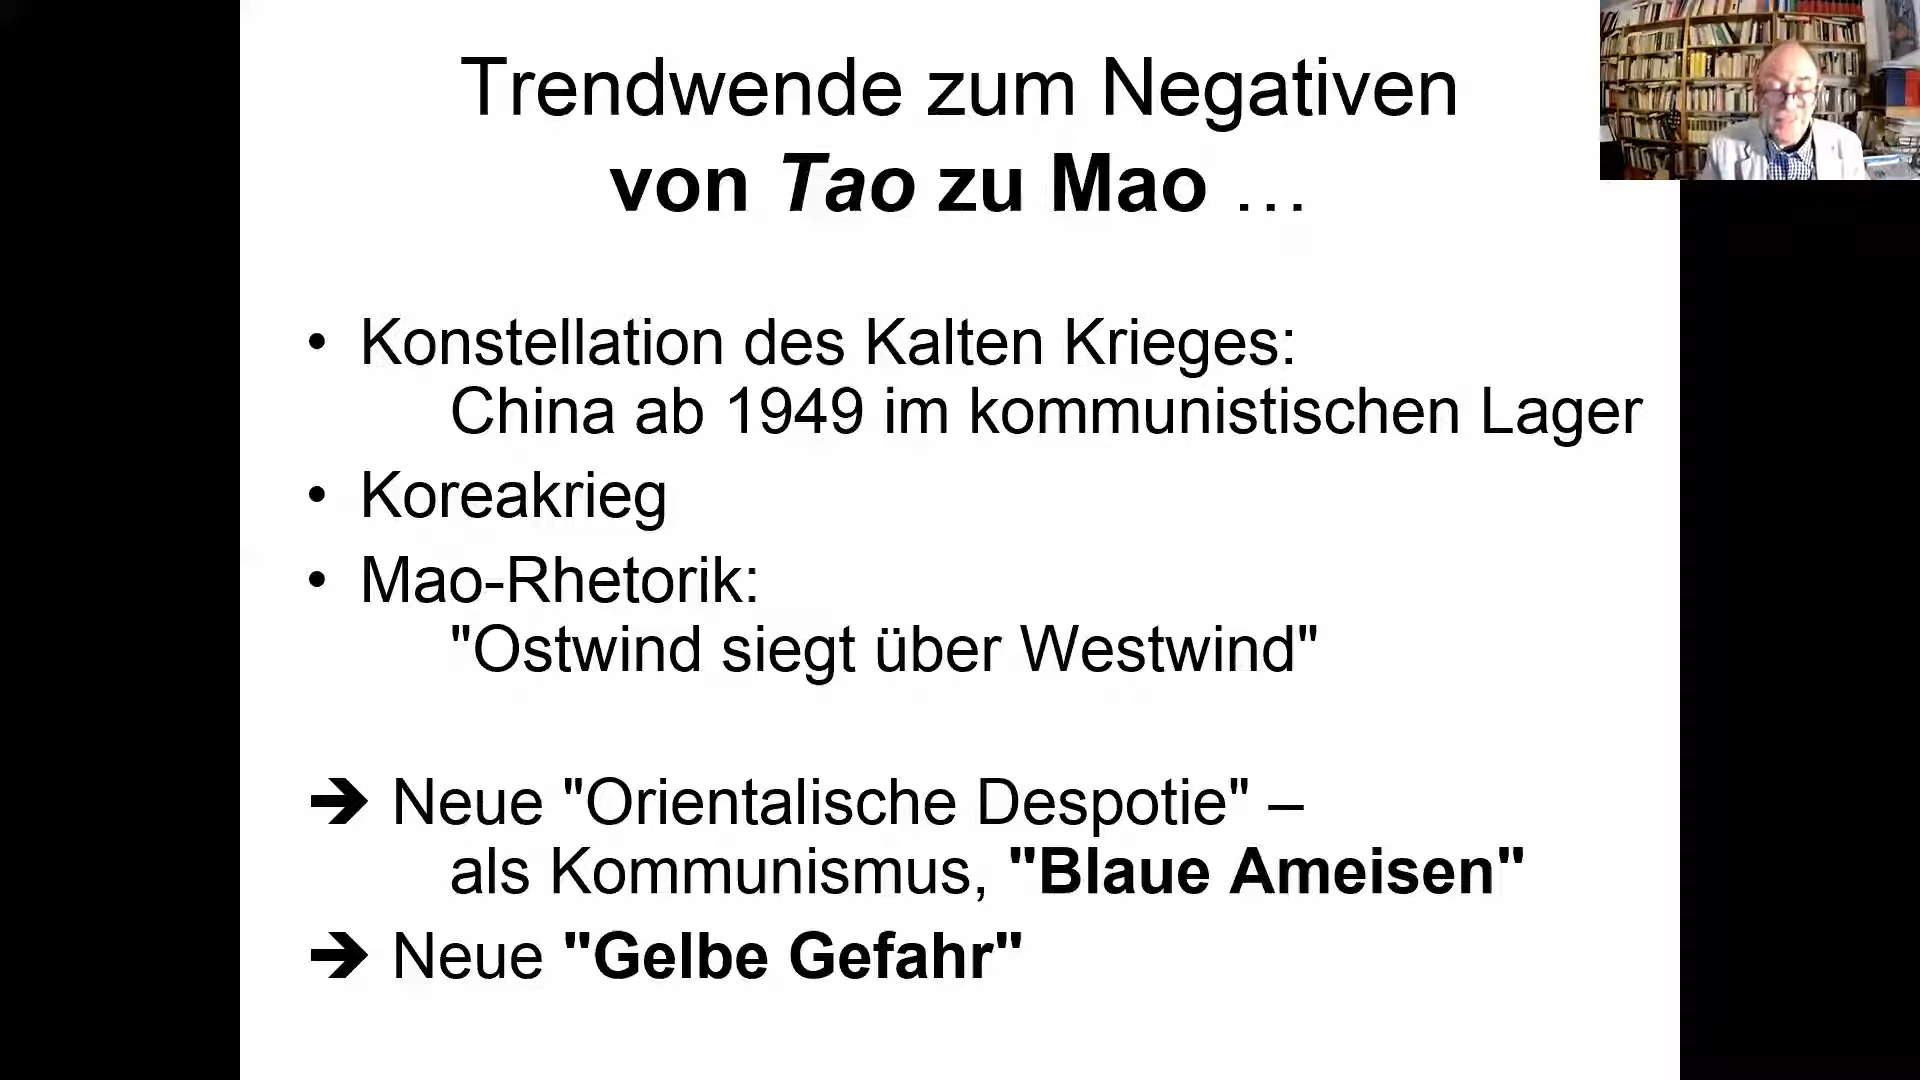 Trendwende zum Negativen
von Tao zu Mao …
• Konstellation des Kalten Krieges:
China ab 1949 im kommunistischen Lager
• Koreakrieg
• Mao-Rhetorik:
"Ostwind siegt über Westwind"
➔ Neue "Orientalische Despotie" –
als Kommunismus, "Blaue Ameisen"
➔ Neue "Gelbe Gefahr"